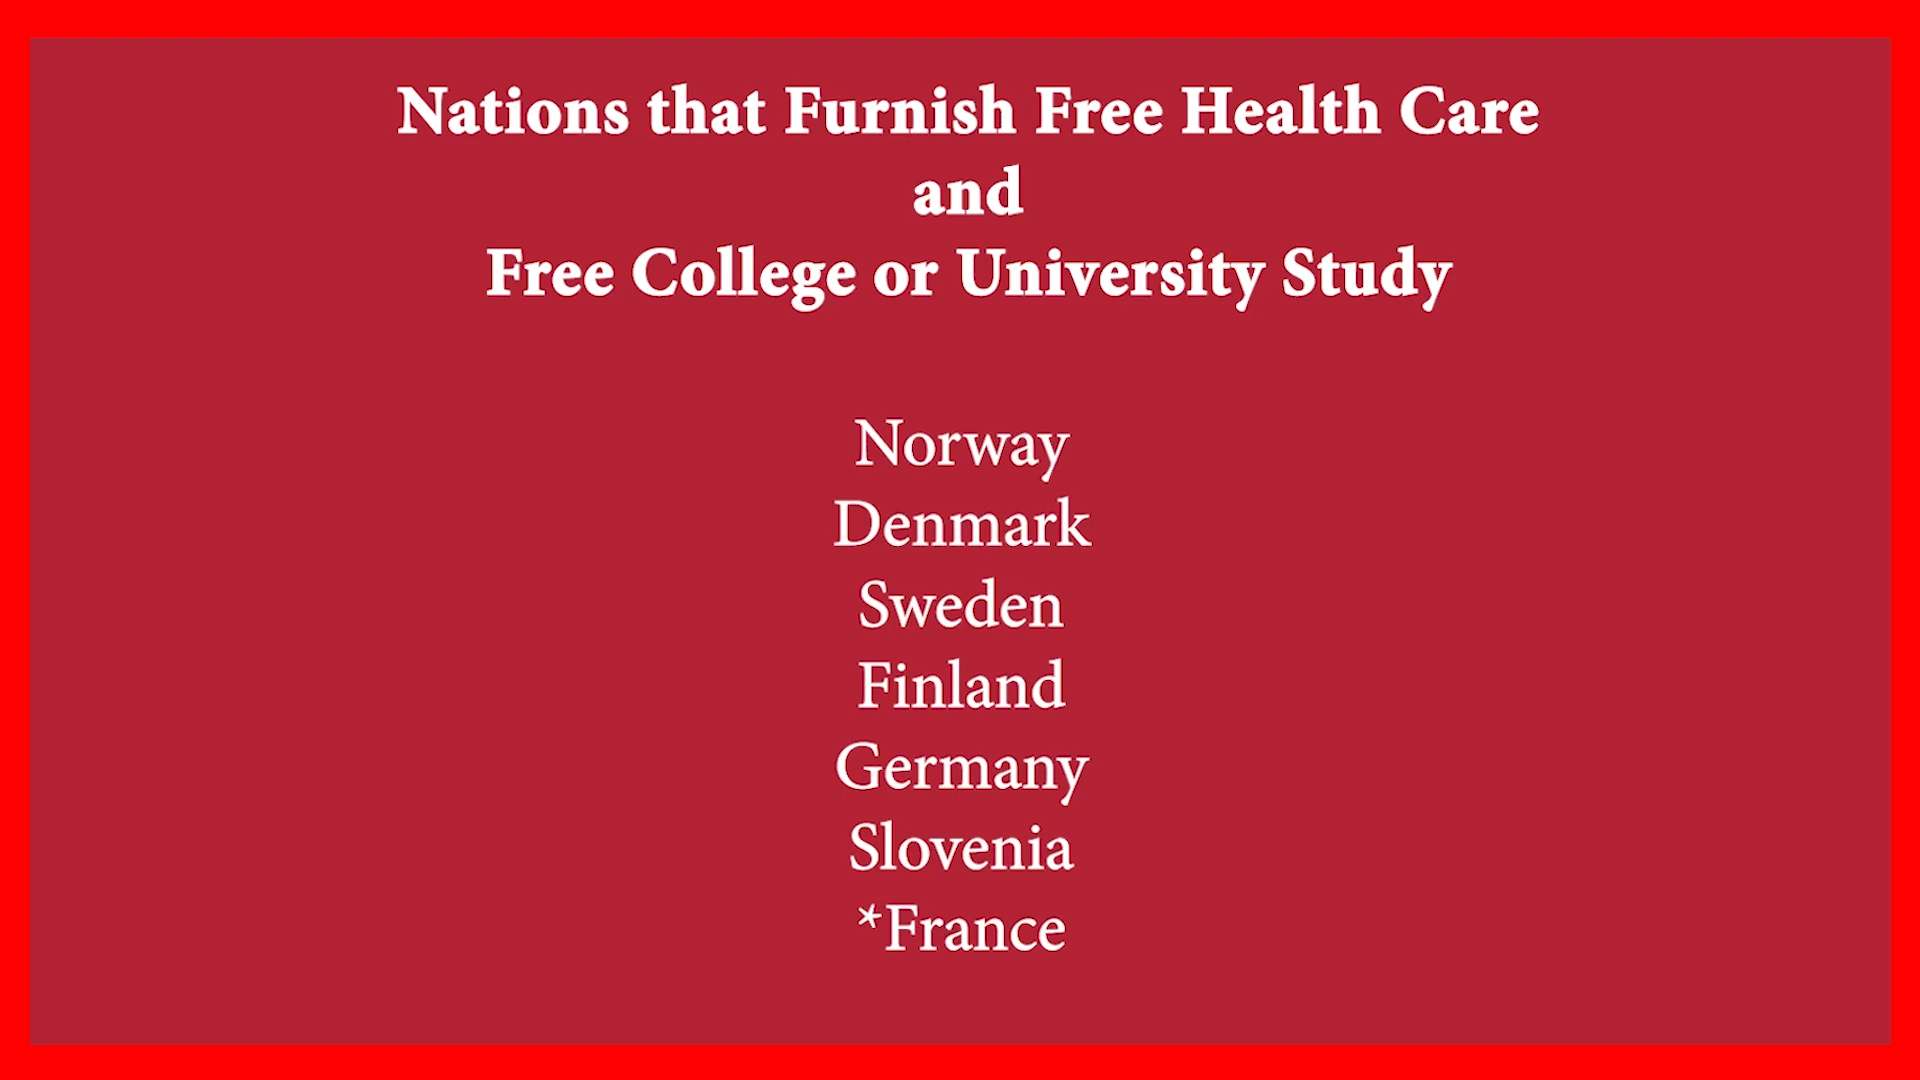 Nations that Furnish Free Health Care
and
Free College or University Study
Norway
Denmark
Sweden
Finland
Germany
Slovenia
*France